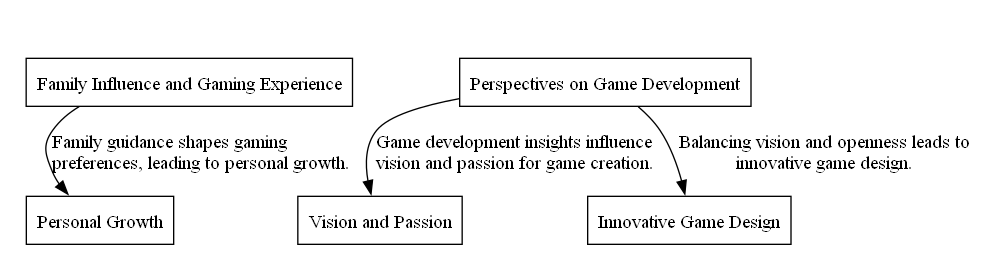 Family Influence and Gaming Experience
Perspectives on Game Development
Family guidance shapes gaming
preferences, leading to personal growth.
Game development insights influence
vision and passion for game creation.
Balancing vision and openness leads to
innovative game design.
Personal Growth
Vision and Passion
Innovative Game Design